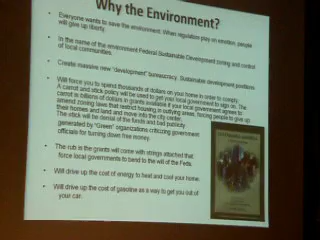 Why the Environment?
• Everyone wants to save the environment. When regulation play on emotion, people
will give up liberty.
• In the name of the environment Federal Sustainable Development zoning and control
of local communities.
• Create massive new "development" bureaucracy. Sustainable development positions
• Will force you to spend thousands of dollars on your home in order to comply.
A carrot and stick policy will be used to get your local government to sign on. The
carrot is billions of dollars in grants available if your local government agrees to
amend zoning laws that restrict housing in outlying areas, forcing people to give up
their homes and land and move into the city center.
The stick will be denial of the funds and bad publicity
generated by "green" organizations criticizing government
officials for turning down free money.
• The rub is the grants will come with strings attached that
force local governments to bend to the will of the Feds.
• Will drive up the cost of energy to heat and cool your home.
• Will drive up the cost of gasoline as a way to get you out of
your car.